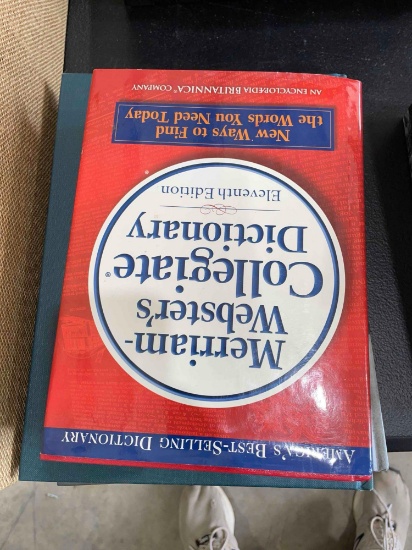 AMERICA'S BEST-SELLING DICTIONARY
Merriam-
Webster's
Collegiate®
Dictionary
Eleventh Edition
New Ways to Find
the Words You Need Today
AN ENCYCLOPÆDIA BRITANNICA® COMPANY